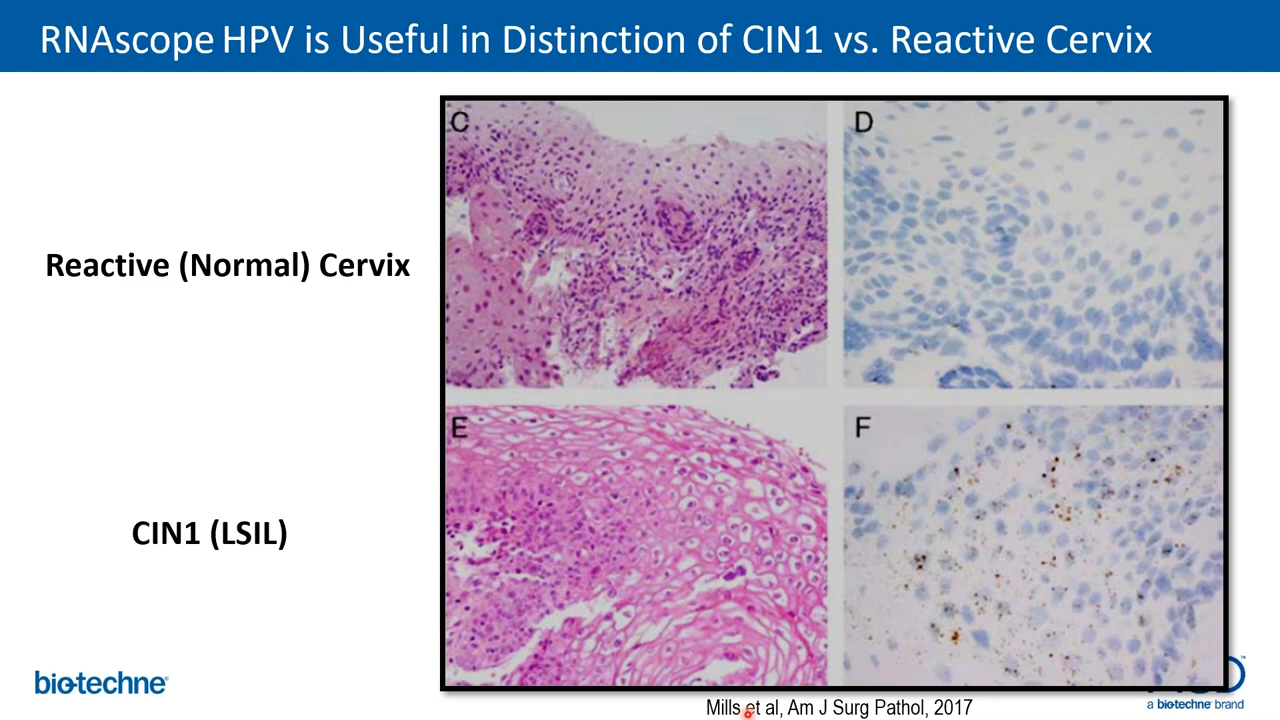 RNAscope HPV is Useful in Distinction of CIN1 vs. Reactive Cervix
C
D
Reactive (Normal) Cervix
E
F
CIN1 (LSIL)
bio-techne®
™
a bio-techne brand
Mills et al, Am J Surg Pathol, 2017